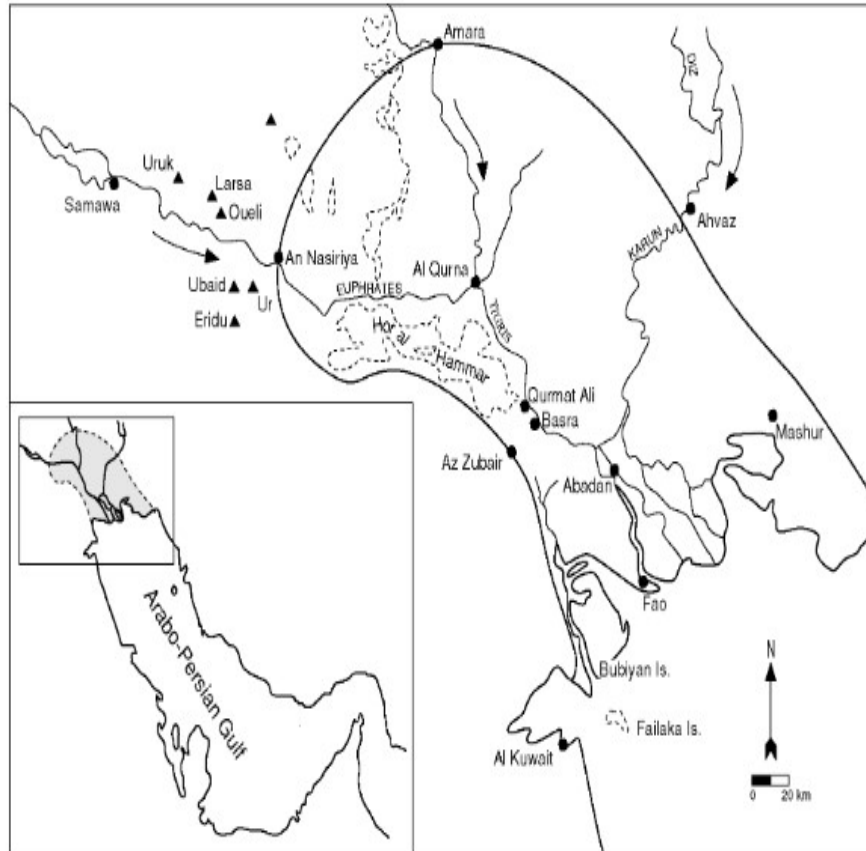 Amara
ZIG
Uruk
Larsa
Samawa
Oueli
Ahvaz
KARUN
An Nasiriya
Al Qurna
Ubaid
Ur
EUPHRATES
Eridu
TIGRIS
Hor al
Hammar
Qurmat Ali
Basra
Mashur
Az Zubair
Abadan
Fao
Arabo-Persian Gulf
N
Bubiyan Is.
Failaka Is.
Al Kuwait
0 20 km